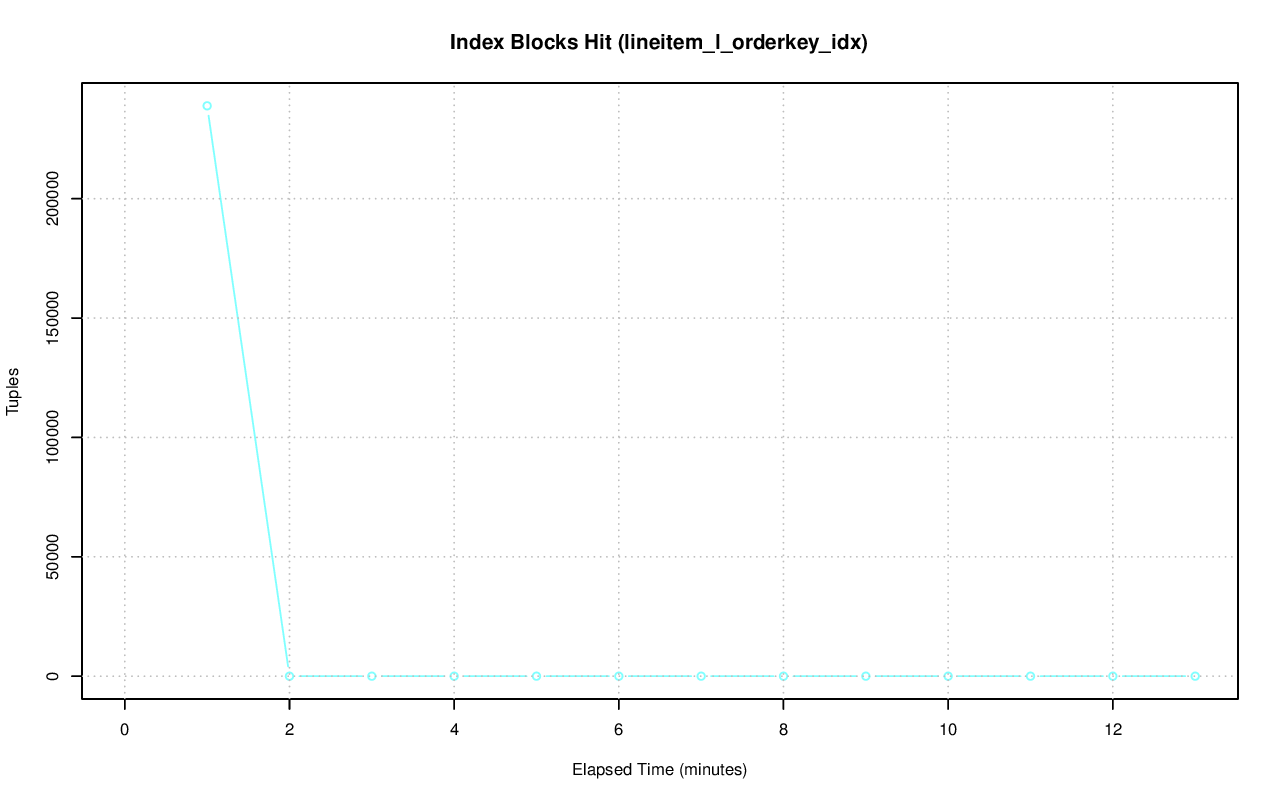 Index Blocks Hit (lineitem_l_orderkey_idx)
200000
150000
100000
50000
0
Tuples
0 2 4 6 8 10 12
Elapsed Time (minutes)